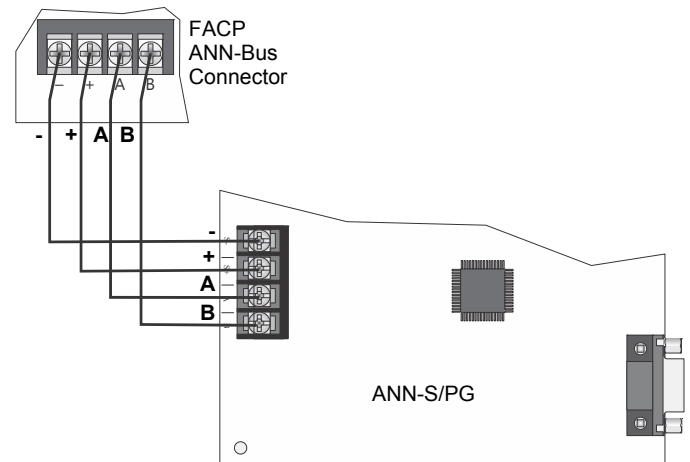 FACP
ANN-Bus
Connector
- + A B
- + A B
-
+
A
B
ANN-S/PG